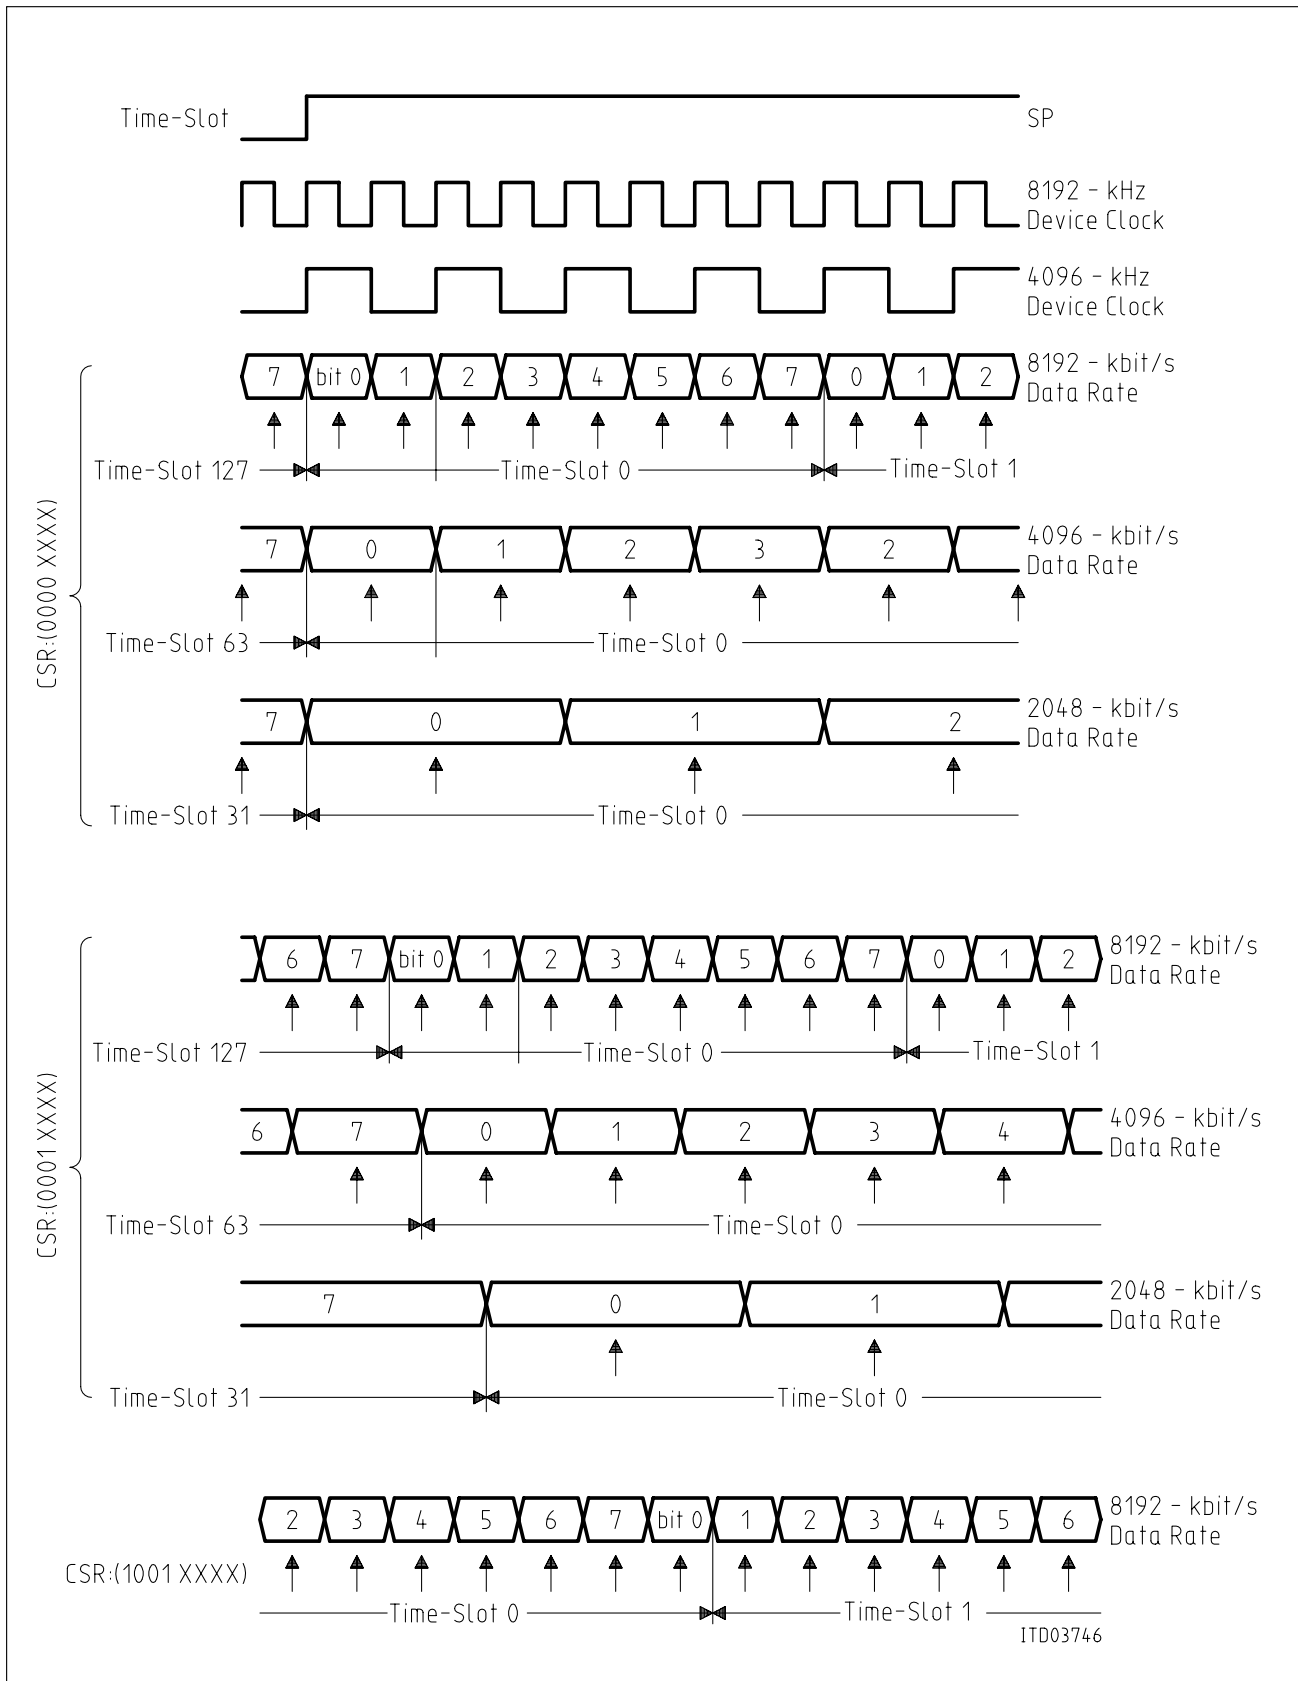 Time-Slot
SP
8192 - kHz
Device Clock
4096 - kHz
Device Clock
CSR:(0000 XXXX)
7 bit 0 1 2 3 4 5 6 7 0 1 2
8192 - kbit/s
Data Rate
Time-Slot 127 Time-Slot 0 Time-Slot 1
7 0 1 2 3 2
4096 - kbit/s
Data Rate
Time-Slot 63 Time-Slot 0
7 0 1 2
2048 - kbit/s
Data Rate
Time-Slot 31 Time-Slot 0
CSR:(0001 XXXX)
6 7 bit 0 1 2 3 4 5 6 7 0 1 2
8192 - kbit/s
Data Rate
Time-Slot 127 Time-Slot 0 Time-Slot 1
6 7 0 1 2 3 4
4096 - kbit/s
Data Rate
Time-Slot 63 Time-Slot 0
7 0 1
2048 - kbit/s
Data Rate
Time-Slot 31 Time-Slot 0
2 3 4 5 6 7 bit 0 1 2 3 4 5 6
8192 - kbit/s
Data Rate
CSR:(1001 XXXX)
Time-Slot 0 Time-Slot 1
ITD03746